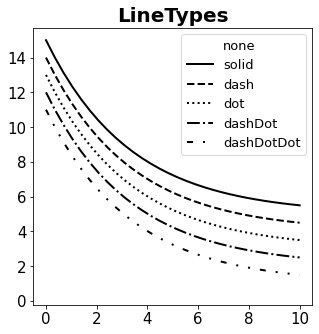 LineTypes
none
solid
dash
dot
dashDot
dashDotDot
14
12
10
8
6
4
2
0
0 2 4 6 8 10